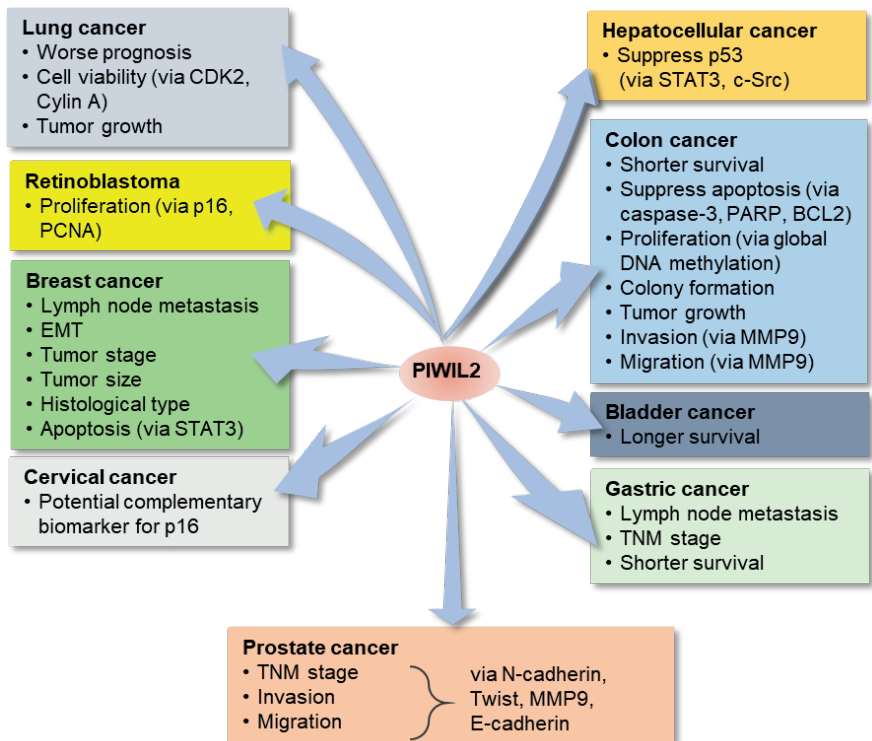 Lung cancer
• Worse prognosis
• Cell viability (via CDK2,
Cylin A)
• Tumor growth
Retinoblastoma
• Proliferation (via p16,
PCNA)
Breast cancer
• Lymph node metastasis
• EMT
• Tumor stage
• Tumor size
• Histological type
• Apoptosis (via STAT3)
Cervical cancer
• Potential complementary
biomarker for p16
PIWIL2
Hepatocellular cancer
• Suppress p53
(via STAT3, c-Src)
Colon cancer
• Shorter survival
• Suppress apoptosis (via
caspase-3, PARP, BCL2)
• Proliferation (via global
DNA methylation)
• Colony formation
• Tumor growth
• Invasion (via MMP9)
• Migration (via MMP9)
Bladder cancer
• Longer survival
Gastric cancer
• Lymph node metastasis
• TNM stage
• Shorter survival
Prostate cancer
• TNM stage
• Invasion
• Migration
via N-cadherin,
Twist, MMP9,
E-cadherin